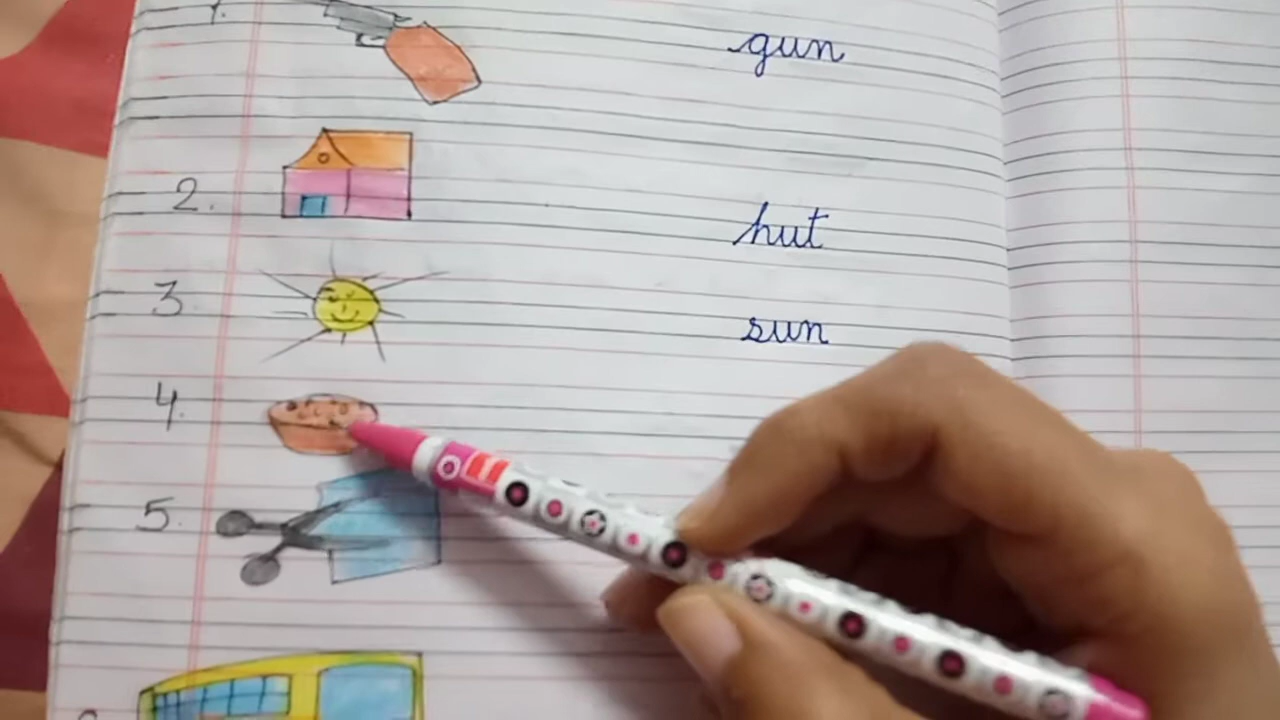 1. gun
2. hut
3. sun
4.
5.